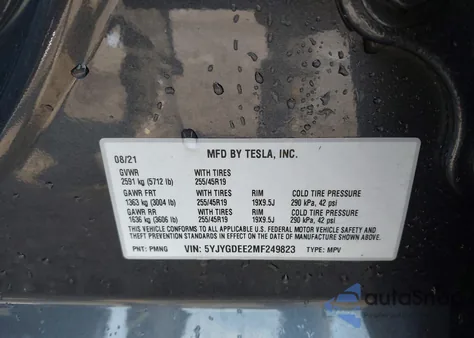 08/21 MFD BY TESLA, INC.
GVWR WITH TIRES
2591 kg (5712 lb) 255/45R19
GAWR FRT WITH TIRES RIM COLD TIRE PRESSURE
1363 kg (3004 lb) 255/45R19 19X9.5J 290 kPa, 42 psi
GAWR RR WITH TIRES RIM COLD TIRE PRESSURE
1636 kg (3606 lb) 255/45R19 19X9.5J 290 kPa, 42 psi
THIS VEHICLE CONFORMS TO ALL APPLICABLE U.S. FEDERAL MOTOR VEHICLE SAFETY, BUMPER, AND
THEFT PREVENTION STANDARDS IN EFFECT ON THE DATE OF MANUFACTURE SHOWN ABOVE.
PNT: PMNG VIN: 5YJYGDEE2MF249823 TYPE: MPV